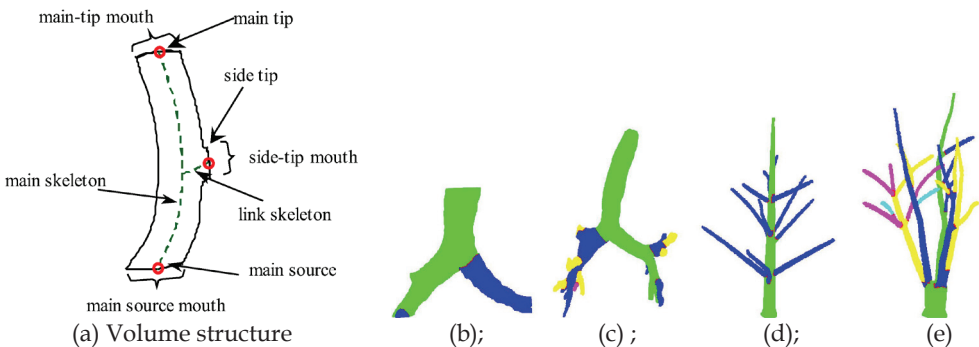 main-tip mouth
main tip
side tip
side-tip mouth
main skeleton
link skeleton
main source
main source mouth
(a) Volume structure
(b);
(c) ;
(d);
(e)